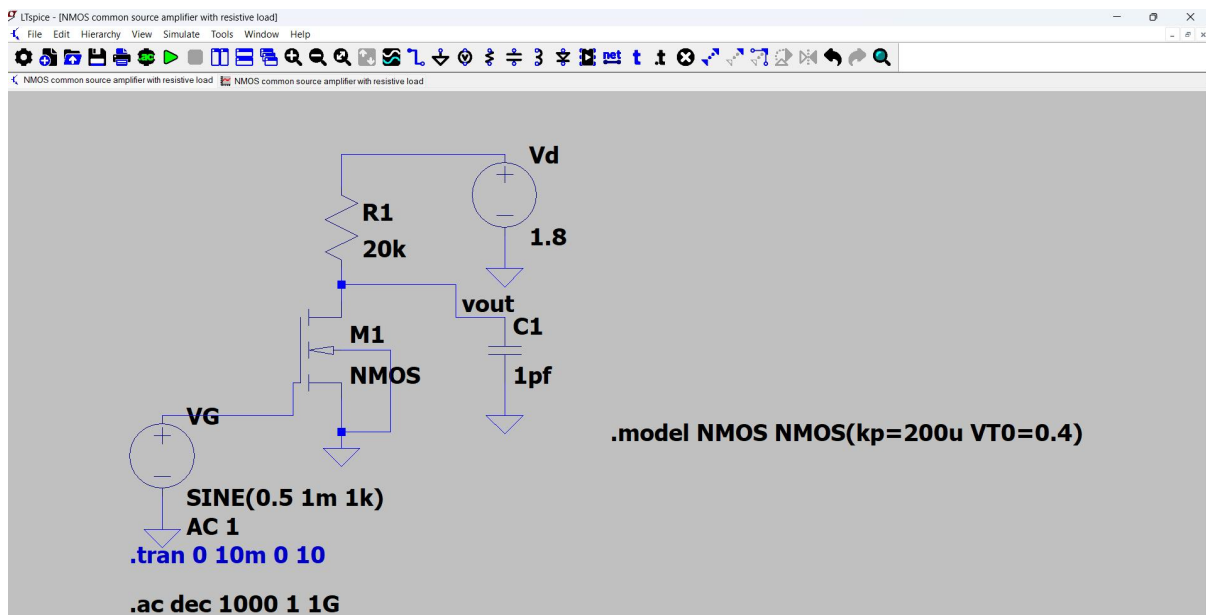 LTspice - [NMOS common source amplifier with resistive load]
File Edit Hierarchy View Simulate Tools Window Help
.ac net t .t
NMOS common source amplifier with resistive load NMOS common source amplifier with resistive load
Vd
R1
1.8
20k
vout
C1
M1
NMOS
1pf
VG
.model NMOS NMOS(kp=200u VT0=0.4)
SINE(0.5 1m 1k)
AC 1
.tran 0 10m 0 10
.ac dec 1000 1 1G